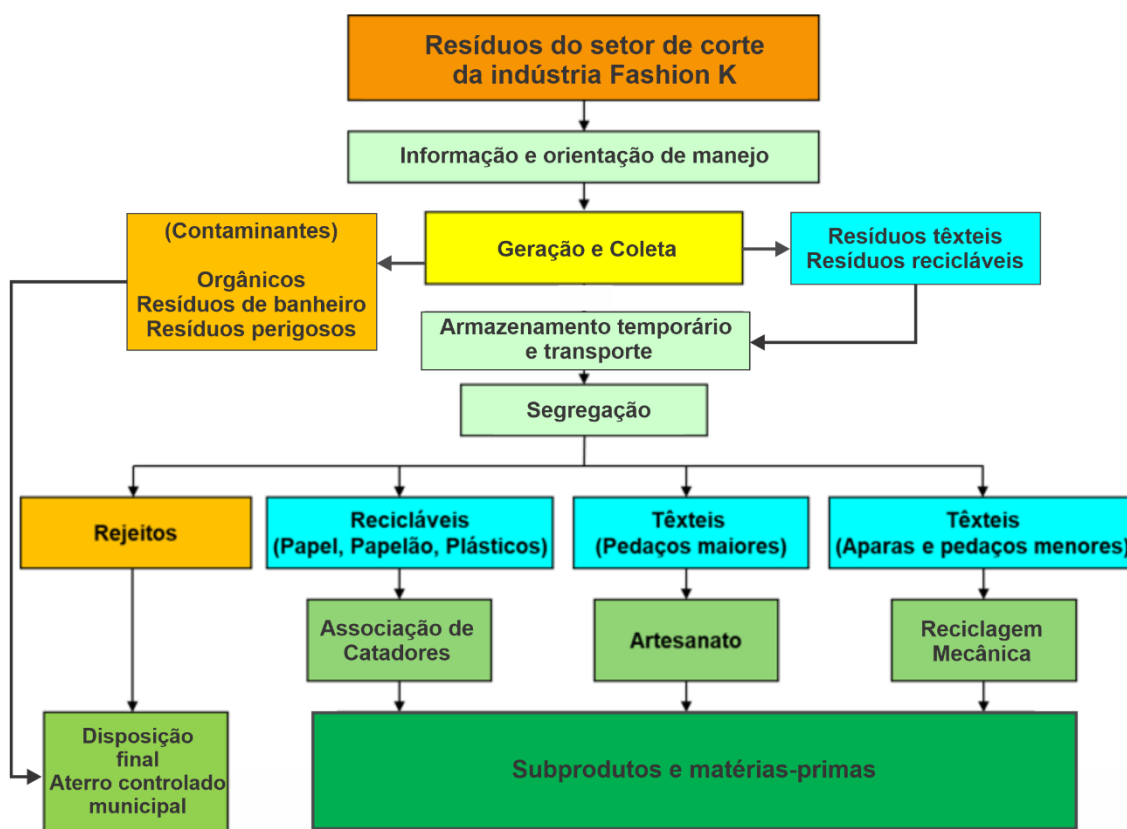 Resíduos do setor de corte
da indústria Fashion K
Informação e orientação de manejo
(Contaminantes)
Orgânicos
Resíduos de banheiro
Resíduos perigosos
Geração e Coleta
Resíduos têxteis
Resíduos recicláveis
Armazenamento temporário
e transporte
Segregação
Rejeitos
Recicláveis
(Papel, Papelão, Plásticos)
Têxteis
(Pedaços maiores)
Têxteis
(Aparas e pedaços menores)
Associação de
Catadores
Artesanato
Reciclagem
Mecânica
Disposição
final
Aterro controlado
municipal
Subprodutos e matérias-primas